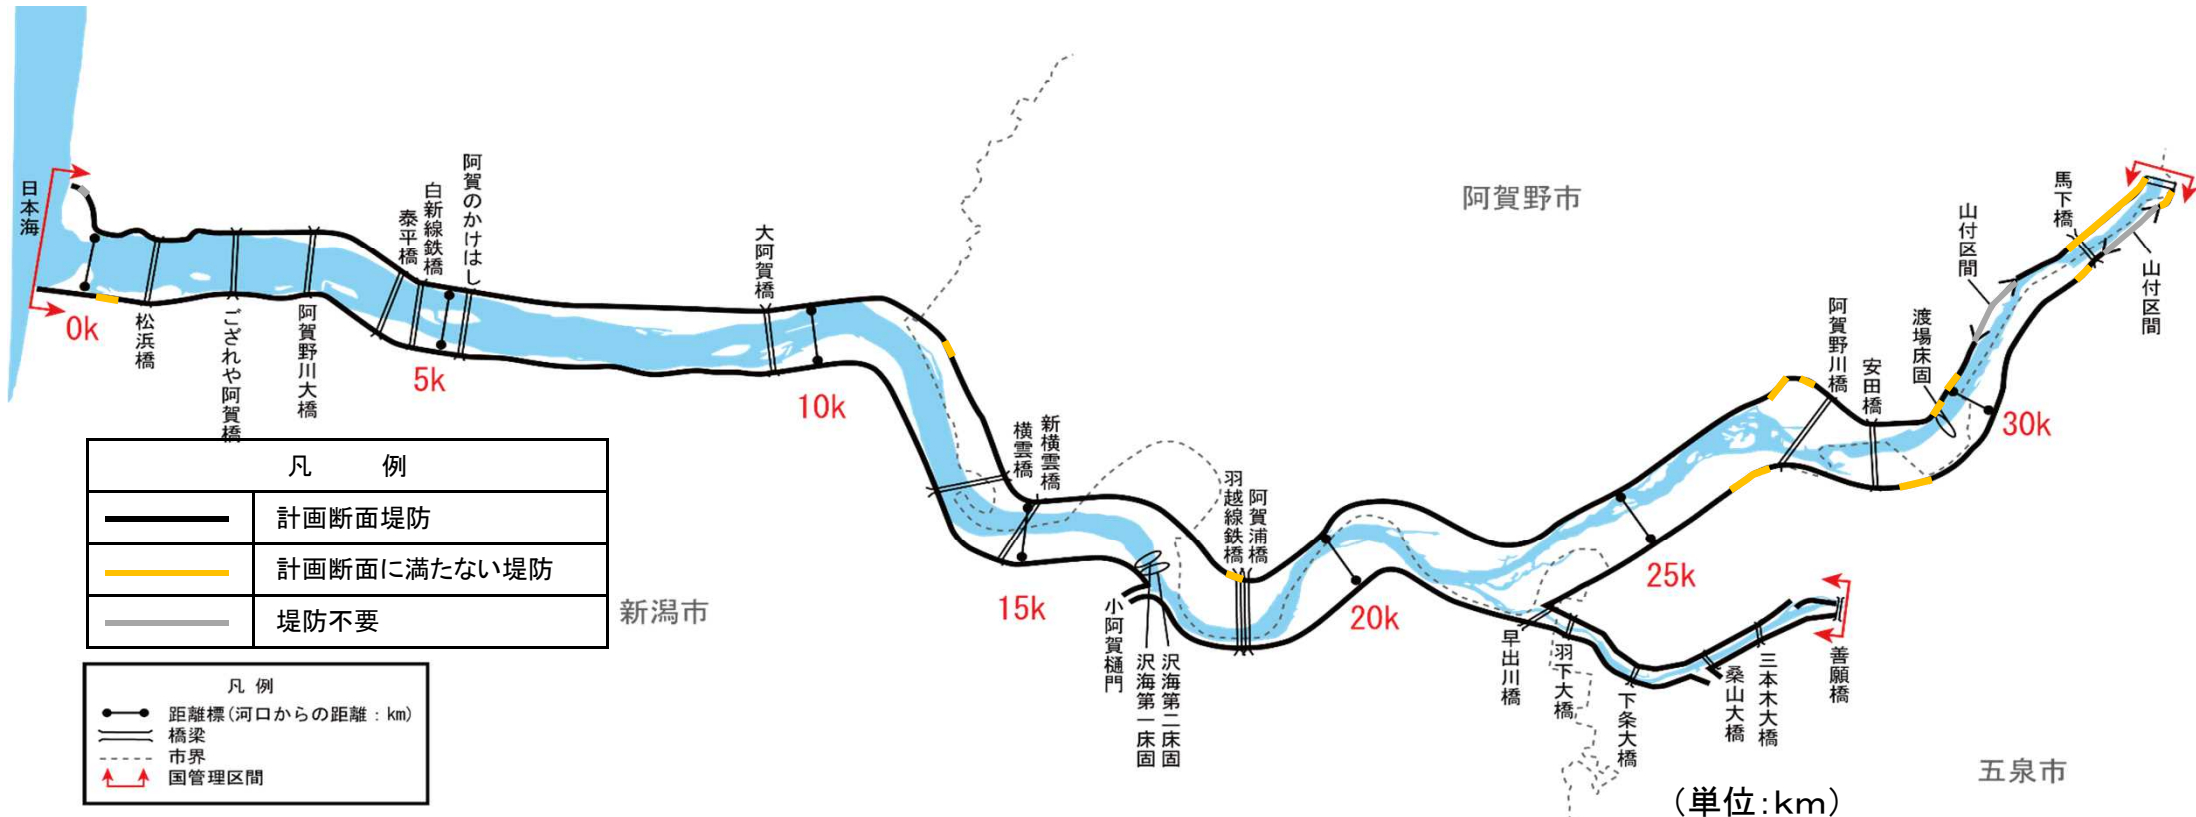 日本海
0k
松浜橋
ござれや阿賀橋
阿賀野川大橋
泰平橋
白新線鉄橋
阿賀のかけはし
5k
大阿賀橋
10k
横雲橋
新横雲橋
15k
小阿賀樋門
沢海第一床固
沢海第二床固
羽越線鉄橋
阿賀浦橋
20k
早出川橋
羽下大橋
下条大橋
桑山大橋
三本木大橋
善願橋
25k
阿賀野川橋
安田橋
渡場床固
30k
山付区間
馬下橋
山付区間
阿賀野市
新潟市
五泉市
(単位:km)
凡 例
計画断面堤防
計画断面に満たない堤防
堤防不要
凡 例
距離標(河口からの距離:km)
橋梁
市界
国管理区間